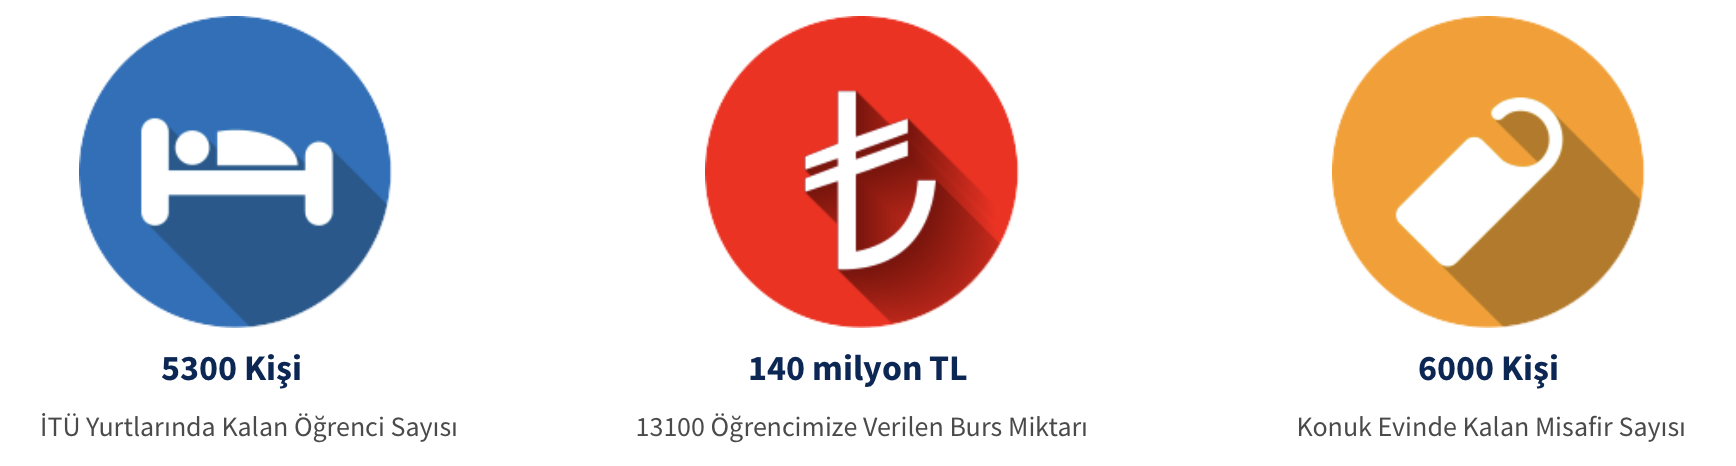 5300 Kişi
İTÜ Yurtlarında Kalan Öğrenci Sayısı
140 milyon TL
13100 Öğrencimize Verilen Burs Miktarı
6000 Kişi
Konuk Evinde Kalan Misafir Sayısı